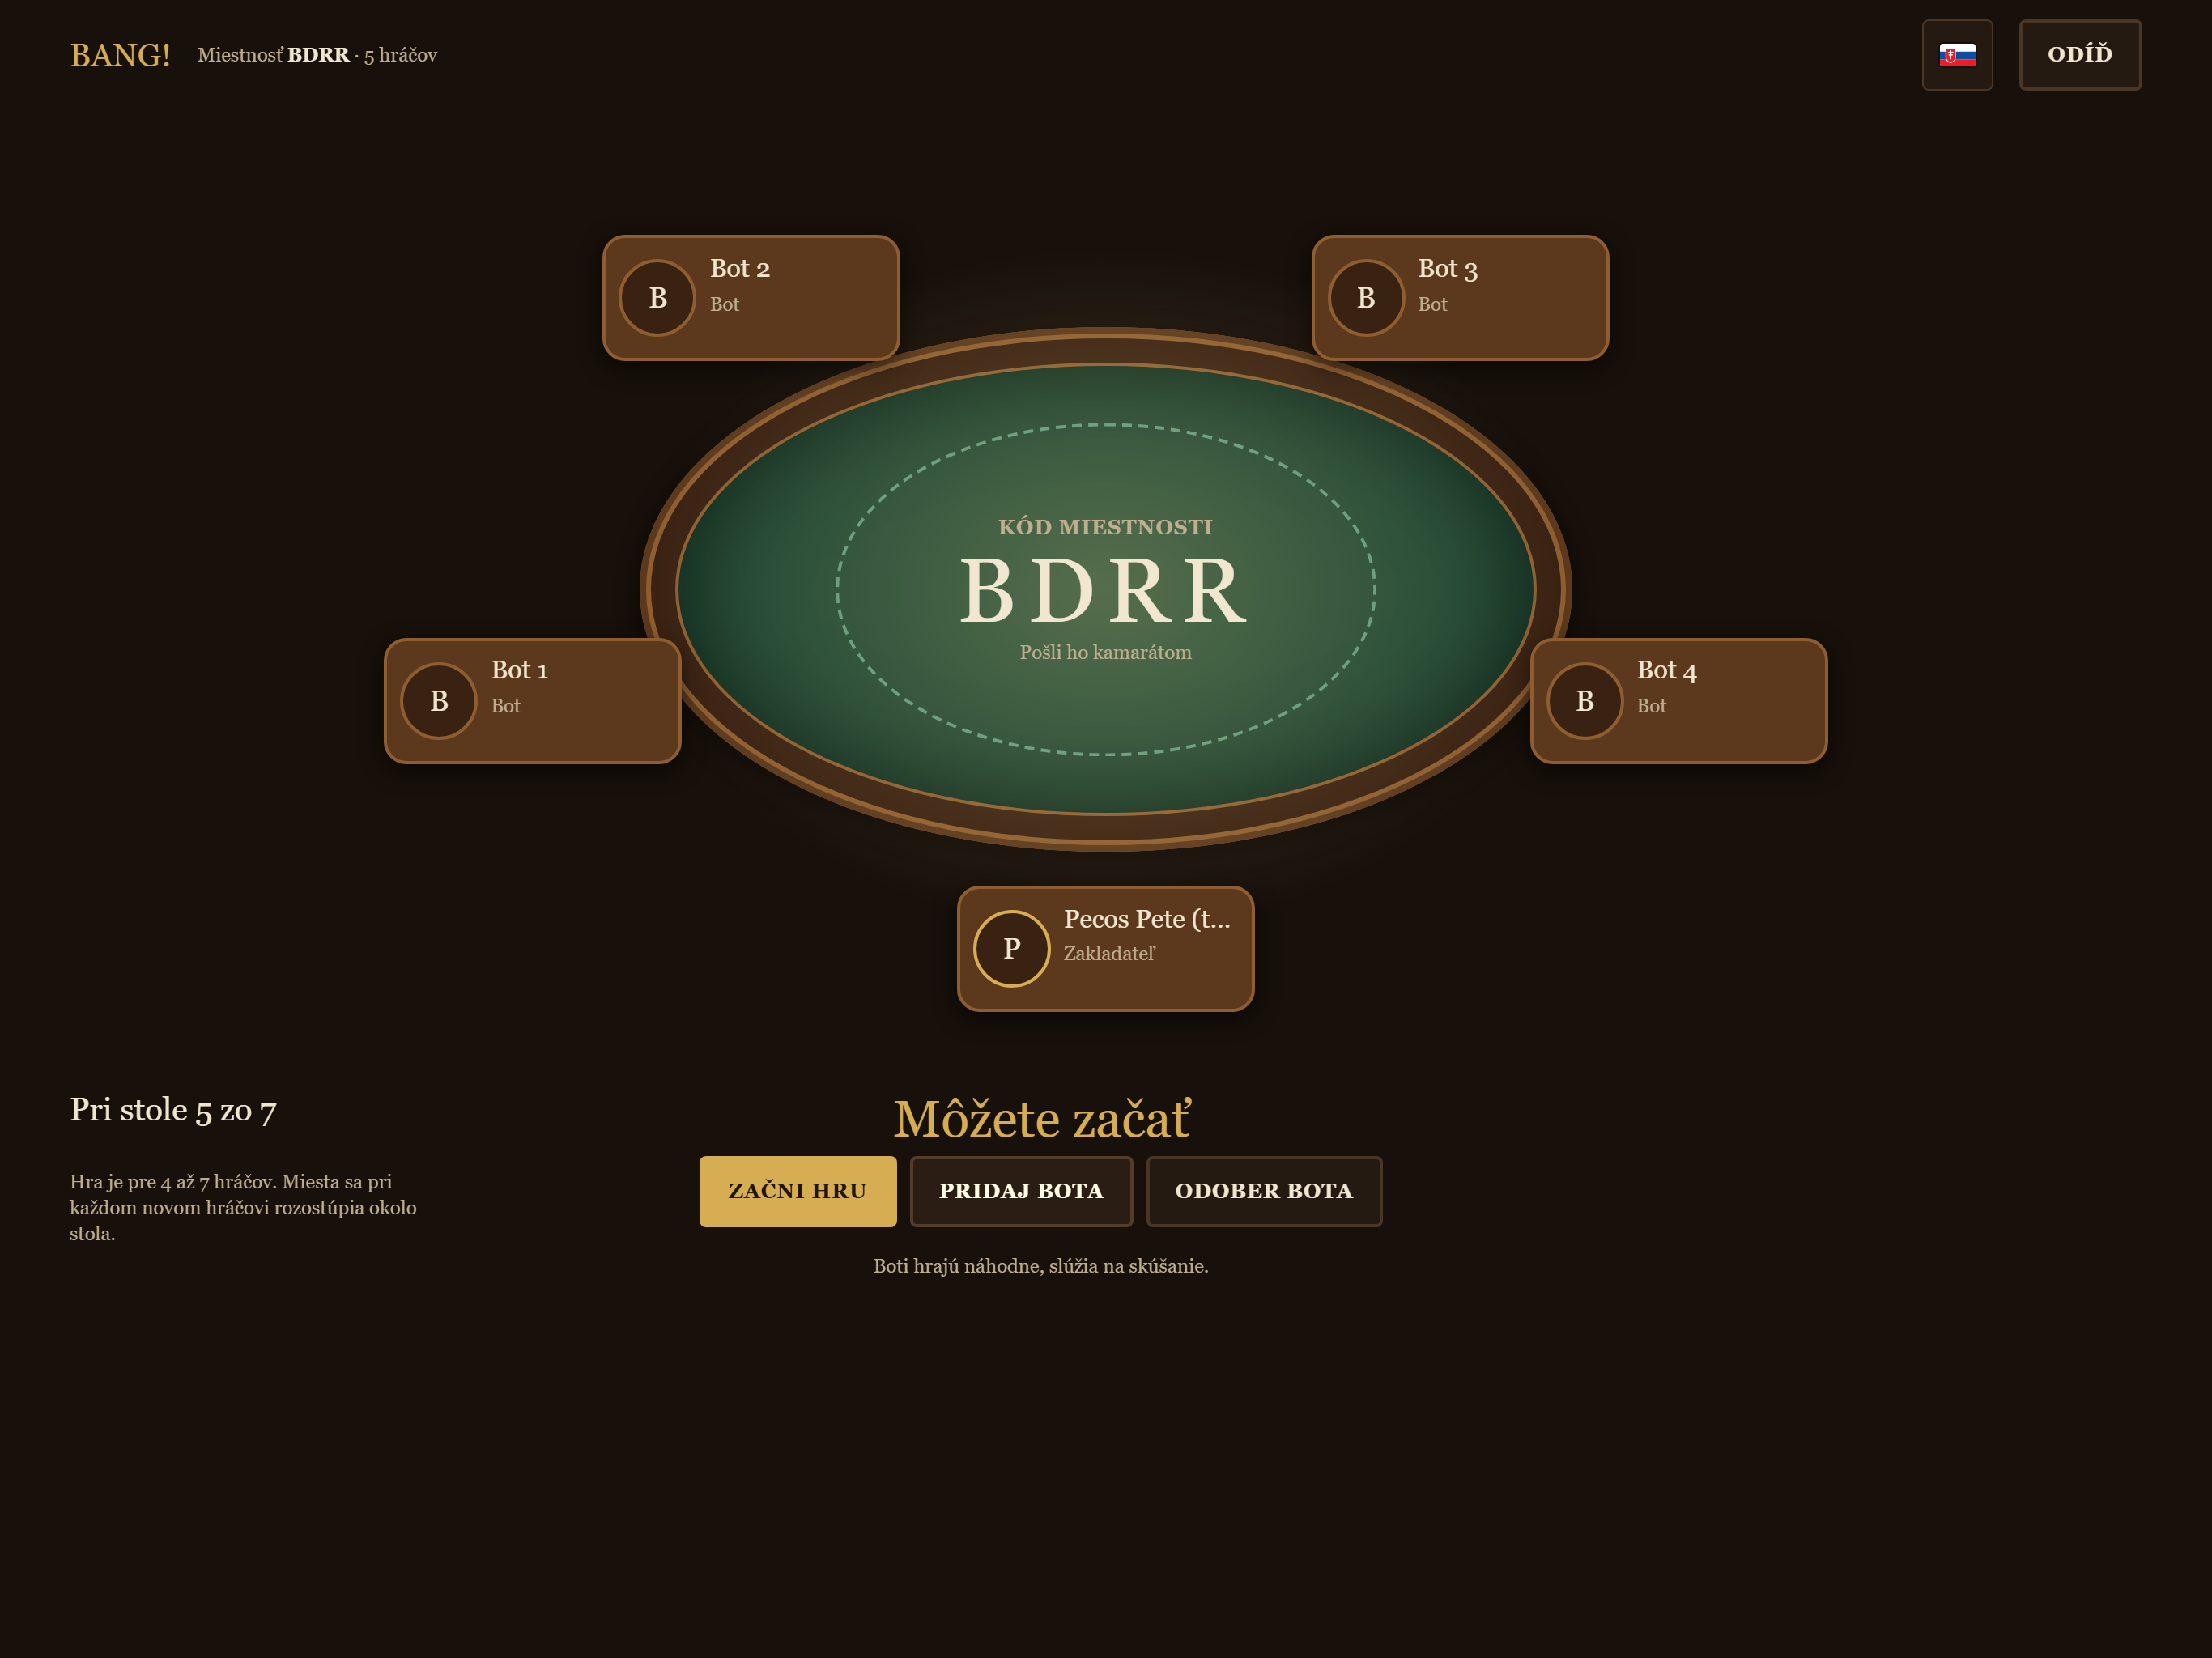 BANG! Miestnosť BDRR · 5 hráčov
ODÍĎ
B Bot 2
Bot
B Bot 3
Bot
KÓD MIESTNOSTI
BDRR
Pošli ho kamarátom
B Bot 1
Bot
B Bot 4
Bot
P Pecos Pete (t...
Zakladateľ
Pri stole 5 zo 7
Hra je pre 4 až 7 hráčov. Miesta sa pri
každom novom hráčovi rozostúpia okolo
stola.
Môžete začať
ZAČNI HRU PRIDAJ BOTA ODOBER BOTA
Boti hrajú náhodne, slúžia na skúšanie.